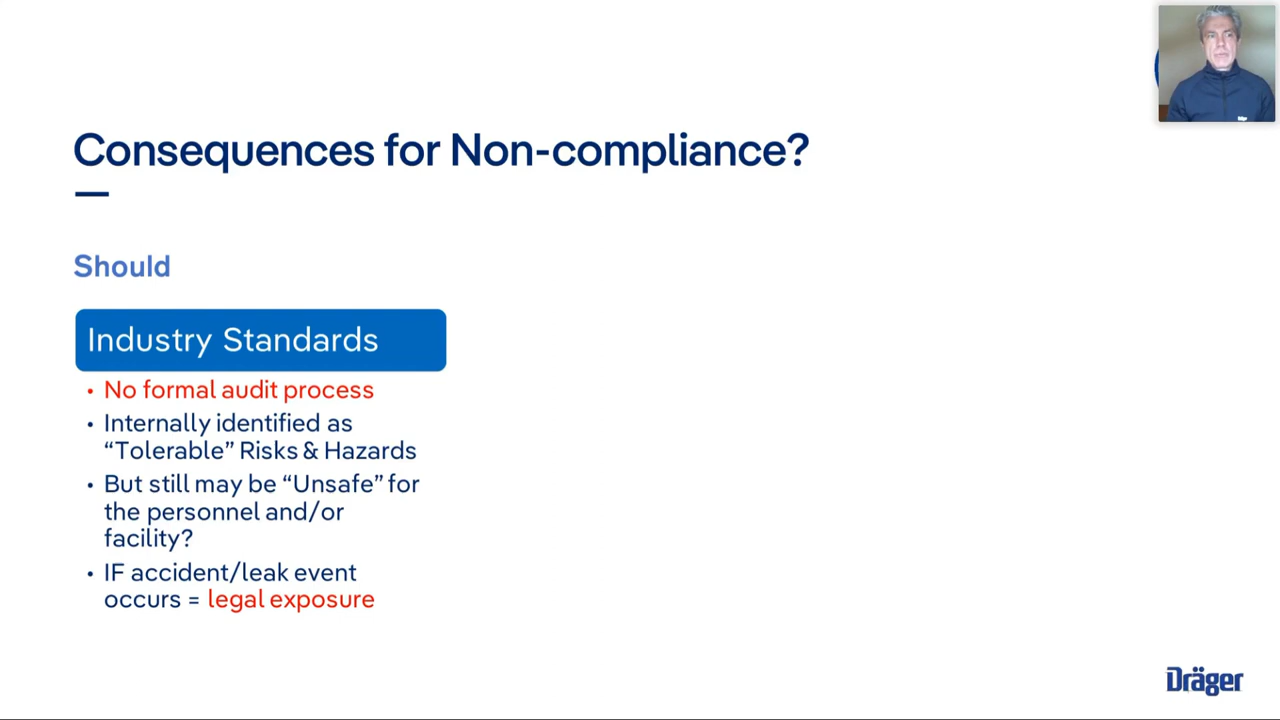 Consequences for Non-compliance?
Should
Industry Standards
• No formal audit process
• Internally identified as
“Tolerable” Risks & Hazards
• But still may be “Unsafe” for
the personnel and/or
facility?
• IF accident/leak event
occurs = legal exposure
Dräger